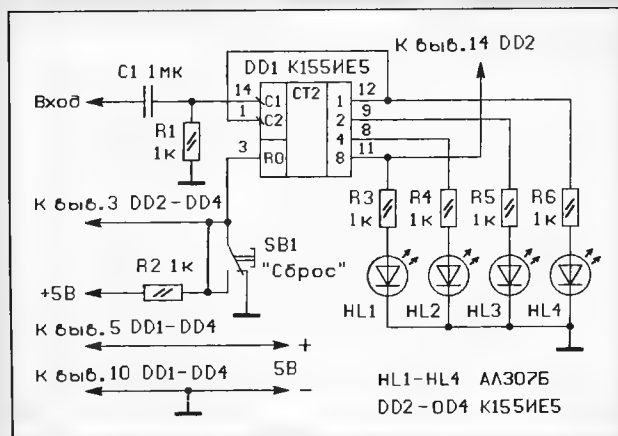 К выв.14 DD2
DD1 К155ИЕ5
C1 1мк
Вход
14
1
3
C1
C2
R0
CT2
1
2
4
8
12
9
8
11
R1
1к
К выв.3 DD2-DD4
R2 1к
+5В
SB1
"Сброс"
R3
1к
R4
1к
R5
1к
R6
1к
HL1
HL2
HL3
HL4
К выв.5 DD1-DD4
+
5В
К выв.10 DD1-DD4
−
HL1-HL4 АЛ307Б
DD2-DD4 К155ИЕ5